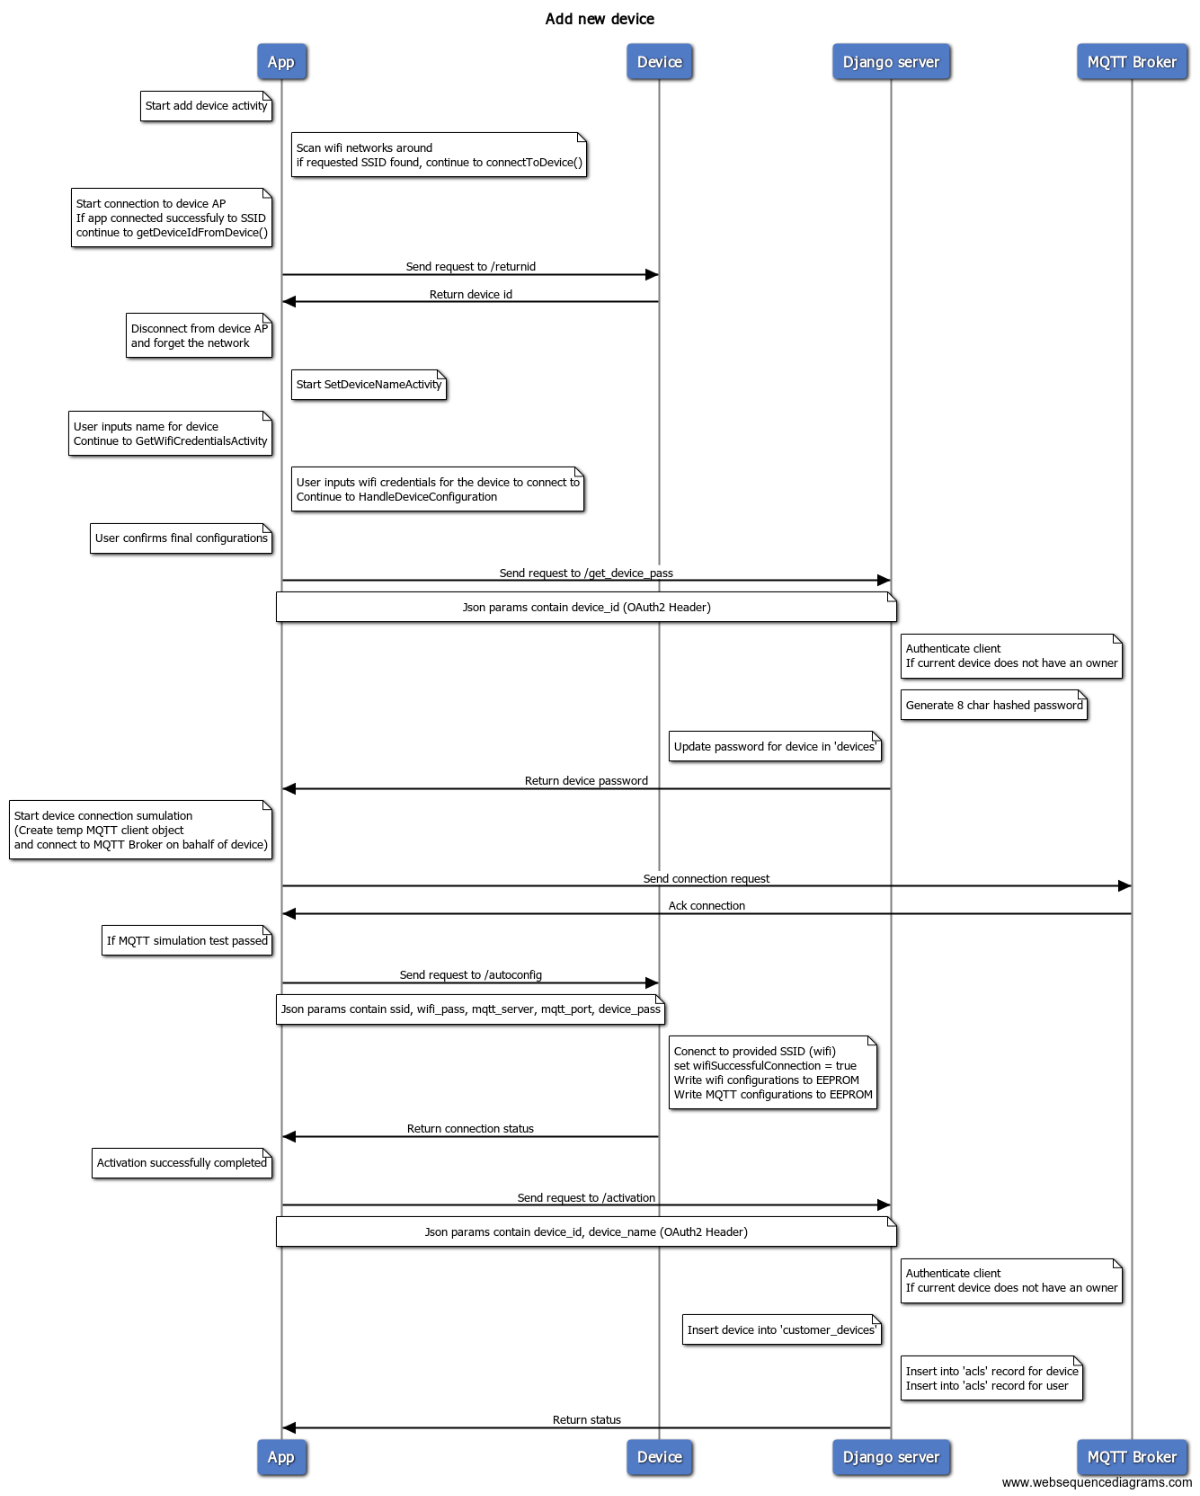 Add new device
App
Device
Django server
MQTT Broker
Start add device activity
Scan wifi networks around
if requested SSID found, continue to connectToDevice()
Start connection to device AP
If app connected successfuly to SSID
continue to getDeviceIdFromDevice()
Send request to /returnid
Return device id
Disconnect from device AP
and forget the network
Start SetDeviceNameActivity
User inputs name for device
Continue to GetWifiCredentialsActivity
User inputs wifi credentials for the device to connect to
Continue to HandleDeviceConfiguration
User confirms final configurations
Send request to /get_device_pass
Json params contain device_id (OAuth2 Header)
Authenticate client
If current device does not have an owner
Generate 8 char hashed password
Update password for device in 'devices'
Return device password
Start device connection sumulation
(Create temp MQTT client object
and connect to MQTT Broker on bahalf of device)
Send connection request
Ack connection
If MQTT simulation test passed
Send request to /autoconfig
Json params contain ssid, wifi_pass, mqtt_server, mqtt_port, device_pass
Conenct to provided SSID (wifi)
set wifiSuccessfulConnection = true
Write wifi configurations to EEPROM
Write MQTT configurations to EEPROM
Return connection status
Activation successfully completed
Send request to /activation
Json params contain device_id, device_name (OAuth2 Header)
Authenticate client
If current device does not have an owner
Insert device into 'customer_devices'
Insert into 'acls' record for device
Insert into 'acls' record for user
Return status
App
Device
Django server
MQTT Broker
www.websequencediagrams.com